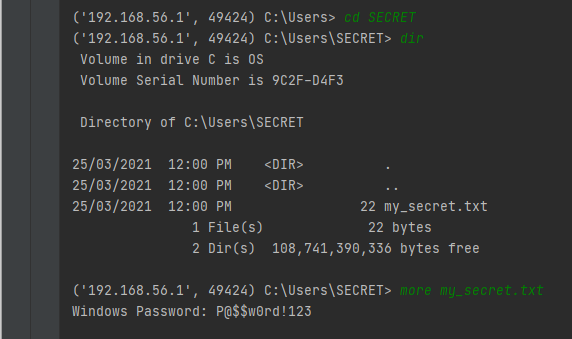 ('192.168.56.1', 49424) C:\Users> cd SECRET
('192.168.56.1', 49424) C:\Users\SECRET> dir
Volume in drive C is OS
Volume Serial Number is 9C2F-D4F3
Directory of C:\Users\SECRET
25/03/2021  12:00 PM    <DIR>          .
25/03/2021  12:00 PM    <DIR>          ..
25/03/2021  12:00 PM                22 my_secret.txt
1 File(s)             22 bytes
2 Dir(s)  108,741,390,336 bytes free
('192.168.56.1', 49424) C:\Users\SECRET> more my_secret.txt
Windows Password: P@$$w0rd!123